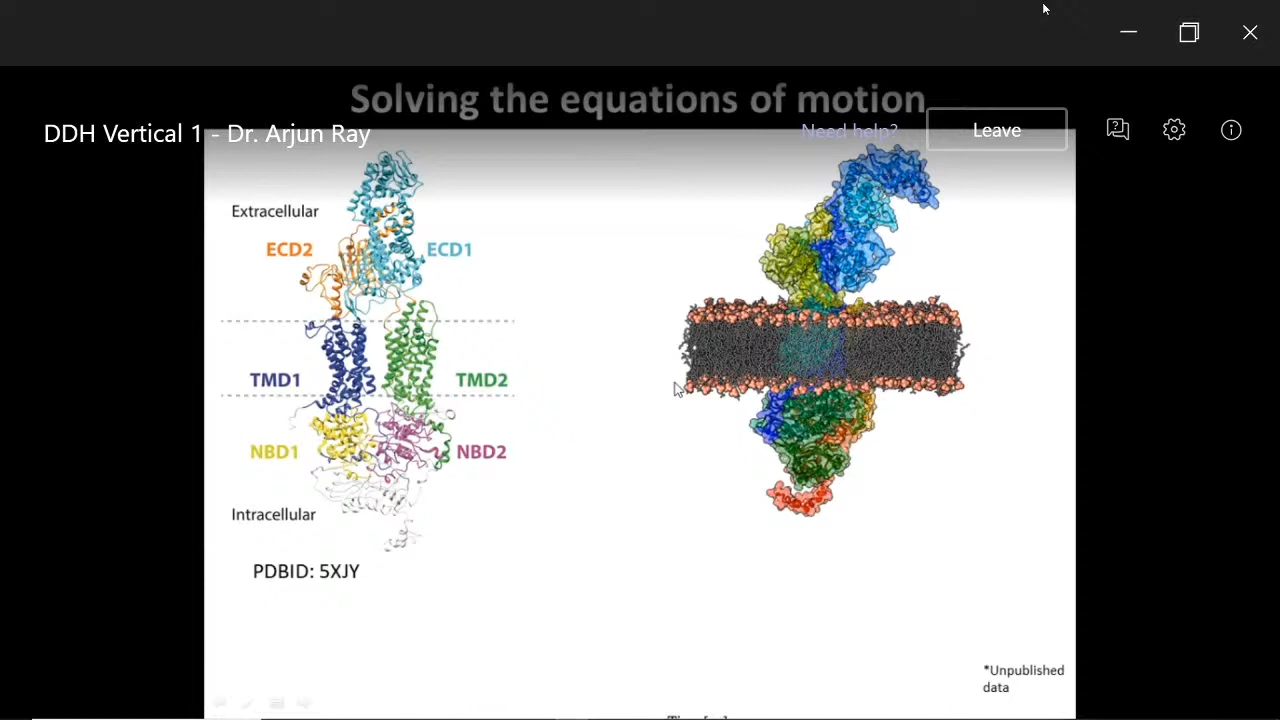 Solving the equations of motion
DDH Vertical 1 - Dr. Arjun Ray
Need help?
Leave
Extracellular
ECD2
ECD1
TMD1
TMD2
NBD1
NBD2
Intracellular
PDBID: 5XJY
*Unpublished
data